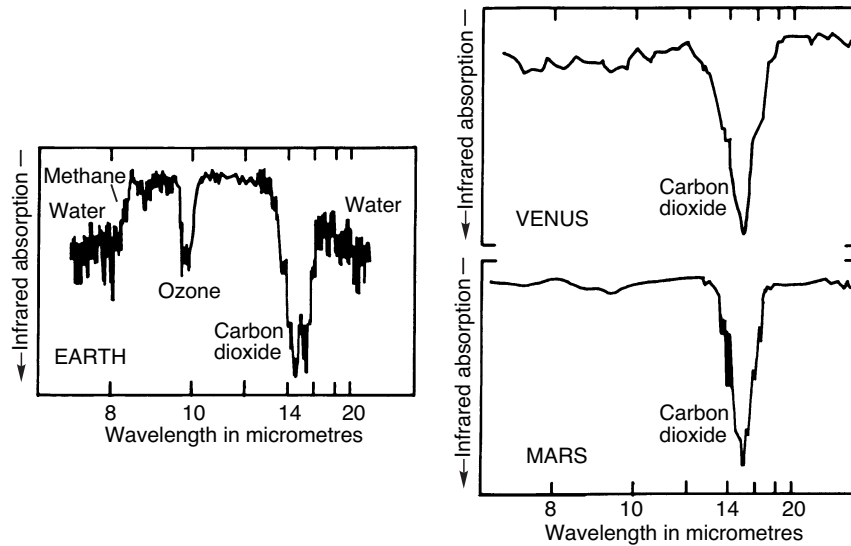 Infrared absorption
Methane
Water
Water
Ozone
Carbon
dioxide
EARTH
8 10 14 20
Wavelength in micrometres
Infrared absorption
Carbon
dioxide
VENUS
Infrared absorption
Carbon
dioxide
MARS
8 10 14 20
Wavelength in micrometres